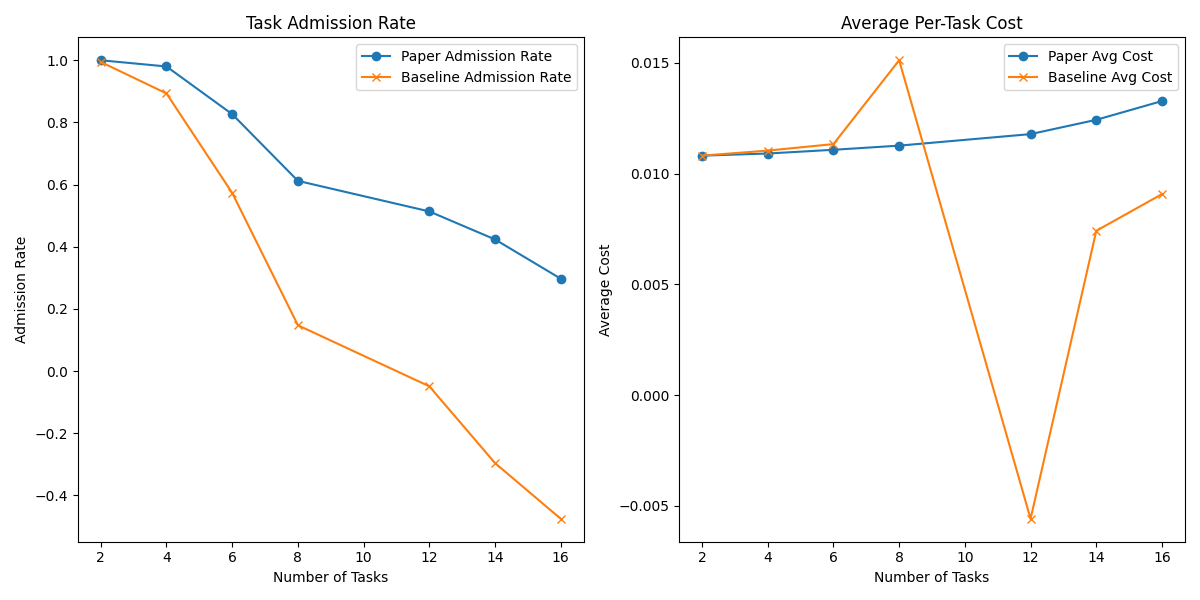 Task Admission Rate
Paper Admission Rate
Baseline Admission Rate
1.0
0.8
0.6
0.4
0.2
0.0
−0.2
−0.4
Admission Rate
2 4 6 8 10 12 14 16
Number of Tasks
Average Per-Task Cost
Paper Avg Cost
Baseline Avg Cost
0.015
0.010
0.005
0.000
−0.005
Average Cost
2 4 6 8 10 12 14 16
Number of Tasks